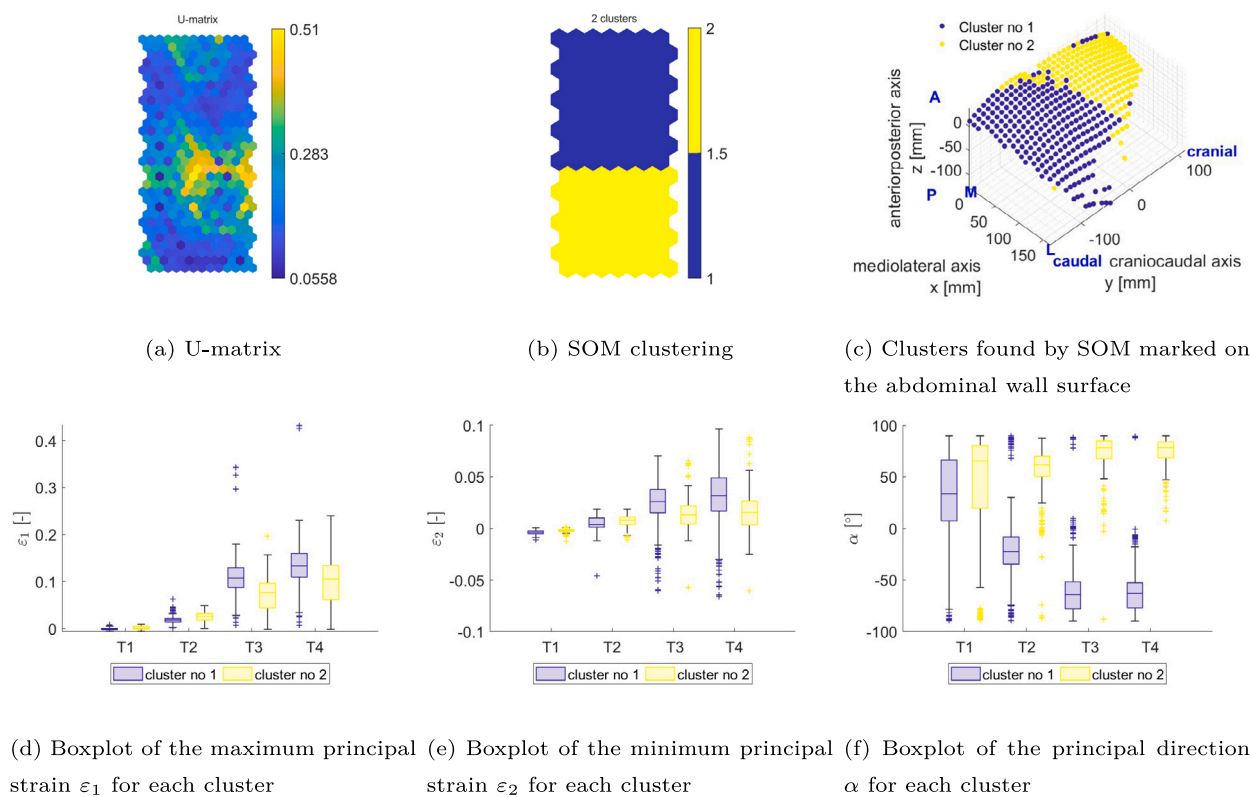 U-matrix
0.51
0.283
0.0558
(a) U-matrix
2 clusters
2
1.5
1
(b) SOM clustering
Cluster no 1
Cluster no 2
A
P
M
L
cranial
caudal
anteriorposterior axis
z [mm]
0
-50
-100
0
50
100
150
mediolateral axis
x [mm]
100
0
-100
craniocaudal axis
y [mm]
(c) Clusters found by SOM marked on
the abdominal wall surface
0.4
0.3
0.2
0.1
0
ε1 [-]
T1 T2 T3 T4
cluster no 1 cluster no 2
(d) Boxplot of the maximum principal
strain ε1 for each cluster
0.1
0.05
0
-0.05
-0.1
ε2 [-]
T1 T2 T3 T4
cluster no 1 cluster no 2
(e) Boxplot of the minimum principal
strain ε2 for each cluster
100
50
0
-50
-100
α [°]
T1 T2 T3 T4
cluster no 1 cluster no 2
(f) Boxplot of the principal direction
α for each cluster